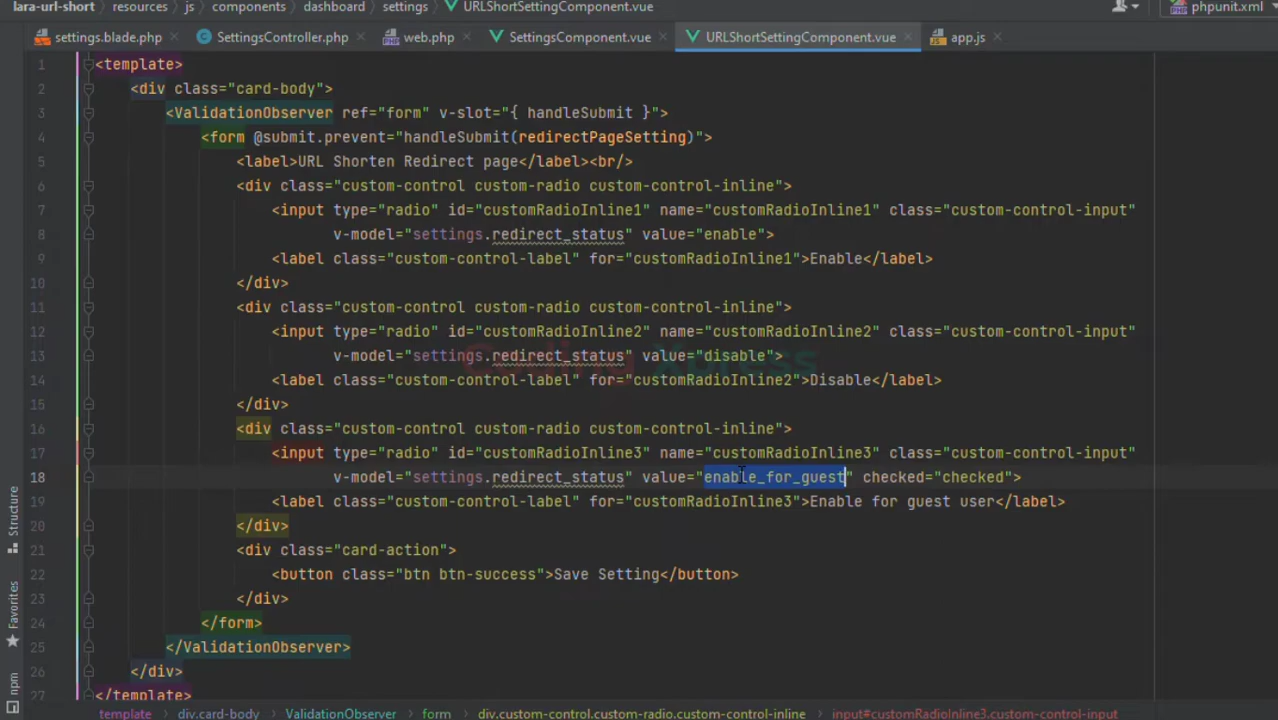 lara-url-short > resources > js > components > dashboard > settings > URLShortSettingComponent.vue phpunit.xml
settings.blade.php SettingsController.php web.php SettingsComponent.vue URLShortSettingComponent.vue app.js
1 <template>
2 <div class="card-body">
3 <ValidationObserver ref="form" v-slot="{ handleSubmit }">
4 <form @submit.prevent="handleSubmit(redirectPageSetting)">
5 <label>URL Shorten Redirect page</label><br/>
6 <div class="custom-control custom-radio custom-control-inline">
7 <input type="radio" id="customRadioInline1" name="customRadioInline1" class="custom-control-input"
8 v-model="settings.redirect_status" value="enable">
9 <label class="custom-control-label" for="customRadioInline1">Enable</label>
10 </div>
11 <div class="custom-control custom-radio custom-control-inline">
12 <input type="radio" id="customRadioInline2" name="customRadioInline2" class="custom-control-input"
13 v-model="settings.redirect_status" value="disable">
Coding Xpress
14 <label class="custom-control-label" for="customRadioInline2">Disable</label>
15 </div>
16 <div class="custom-control custom-radio custom-control-inline">
17 <input type="radio" id="customRadioInline3" name="customRadioInline3" class="custom-control-input"
18 v-model="settings.redirect_status" value="enable_for_guest" checked="checked">
19 <label class="custom-control-label" for="customRadioInline3">Enable for guest user</label>
20 </div>
21 <div class="card-action">
22 <button class="btn btn-success">Save Setting</button>
23 </div>
24 </form>
25 </ValidationObserver>
26 </div>
27 </template>
Structure
Favorites
npm
template > div.card-body > ValidationObserver > form > div.custom-control.custom-radio.custom-control-inline > input#customRadioInline3.custom-control-input